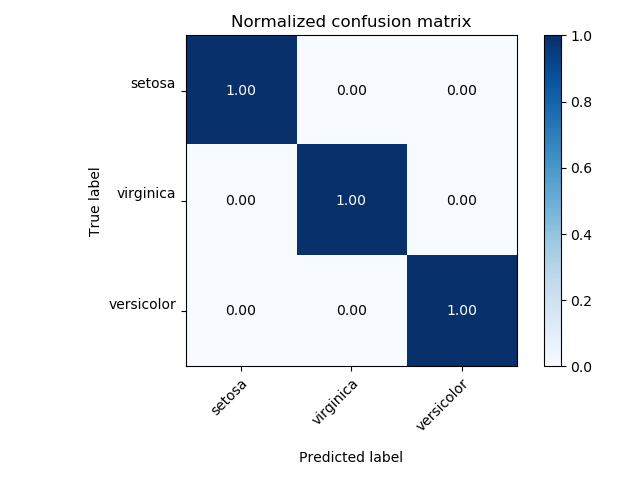 Normalized confusion matrix
True label
setosa
1.00 0.00 0.00
virginica
0.00 1.00 0.00
versicolor
0.00 0.00 1.00
setosa virginica versicolor
Predicted label
1.0
0.8
0.6
0.4
0.2
0.0